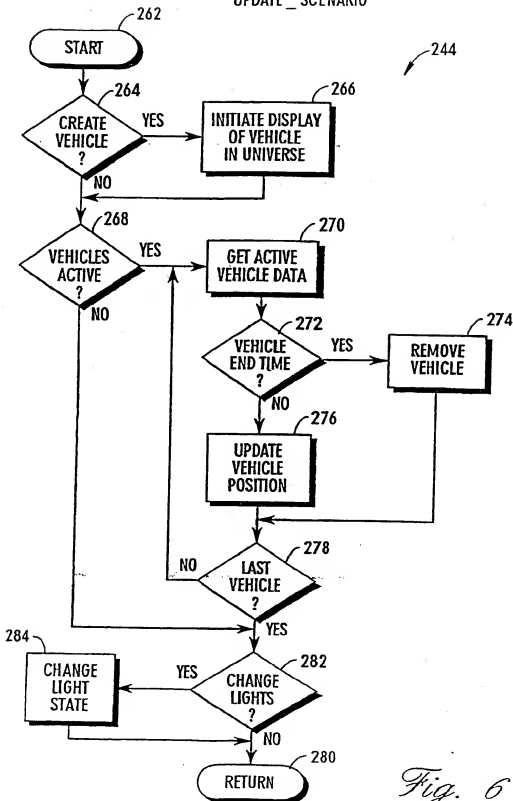 UPDATE_SCENARIO
262
START
244
264
CREATE
VEHICLE
?
YES
266
INITIATE DISPLAY
OF VEHICLE
IN UNIVERSE
NO
268
VEHICLES
ACTIVE
?
YES
270
GET ACTIVE
VEHICLE DATA
NO
272
VEHICLE
END TIME
?
YES
274
REMOVE
VEHICLE
NO
276
UPDATE
VEHICLE
POSITION
278
NO
LAST
VEHICLE
?
YES
284
CHANGE
LIGHT
STATE
YES
282
CHANGE
LIGHTS
?
NO
280
RETURN
Fig. 6